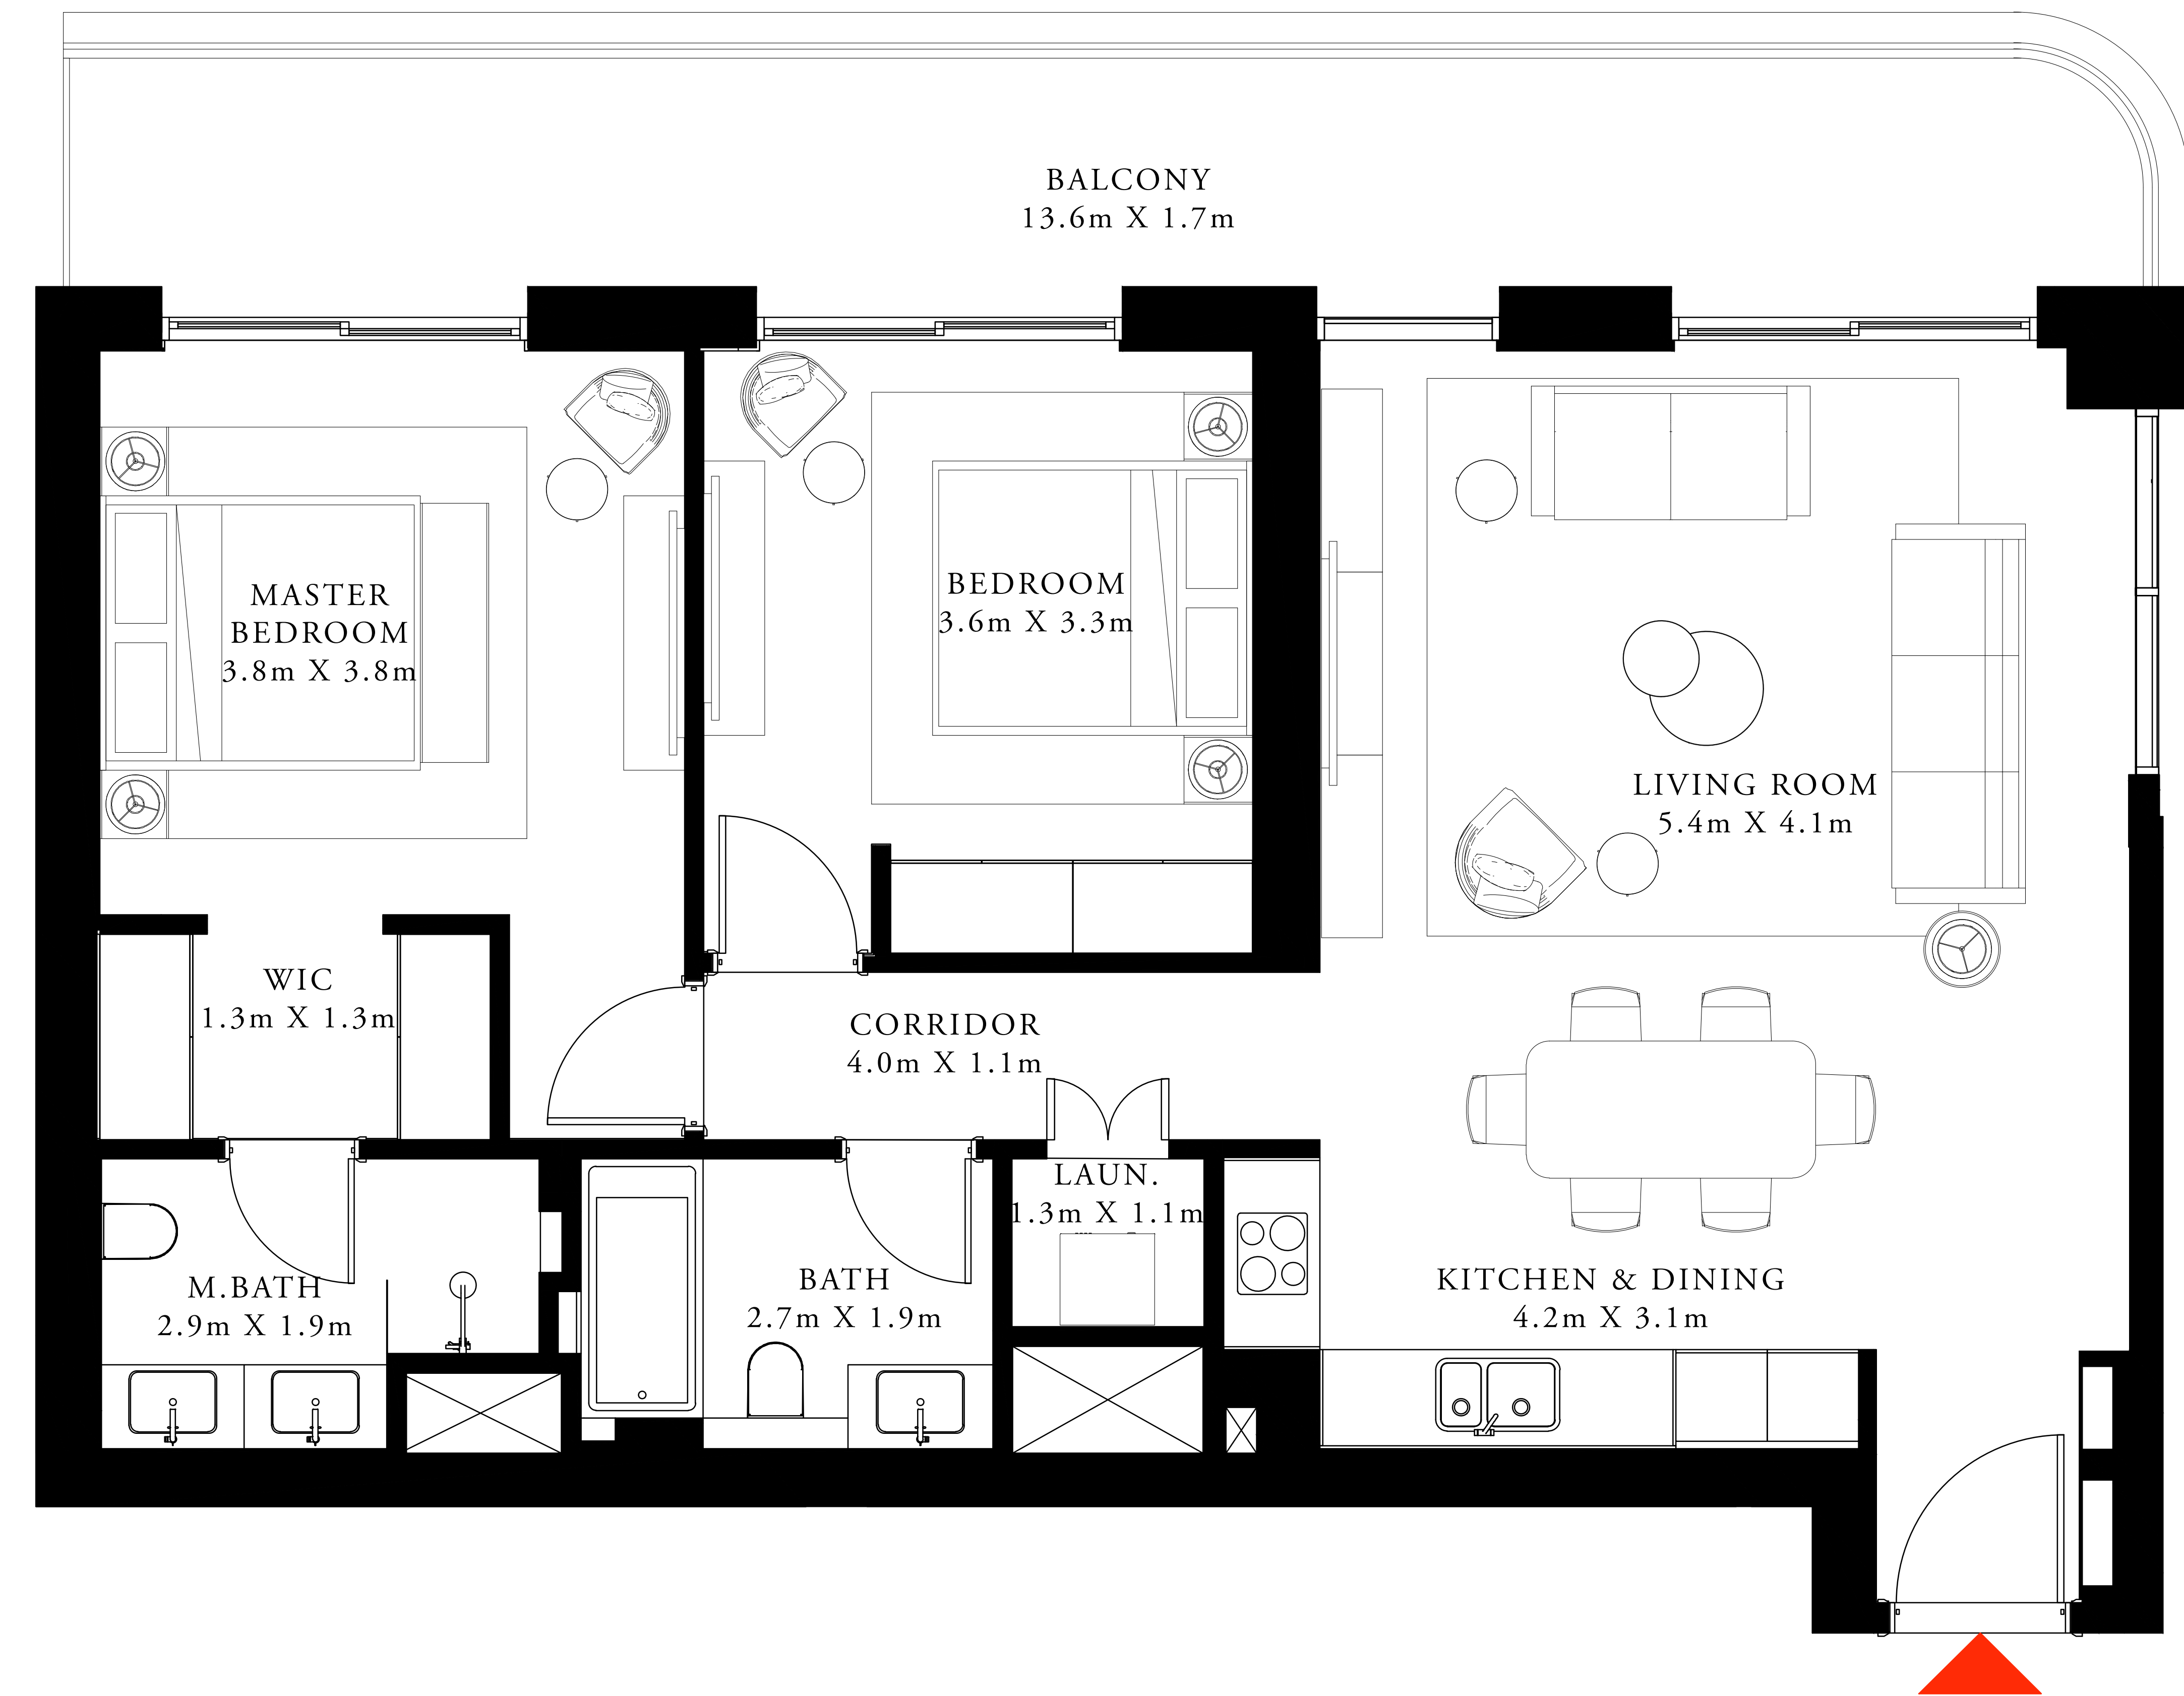 BALCONY
13.6m X 1.7m
MASTER
BEDROOM
3.8m X 3.8m
BEDROOM
3.6m X 3.3m
LIVING ROOM
5.4m X 4.1m
WIC
1.3m X 1.3m
CORRIDOR
4.0m X 1.1m
LAUN.
1.3m X 1.1m
M.BATH
2.9m X 1.9m
BATH
2.7m X 1.9m
KITCHEN & DINING
4.2m X 3.1m